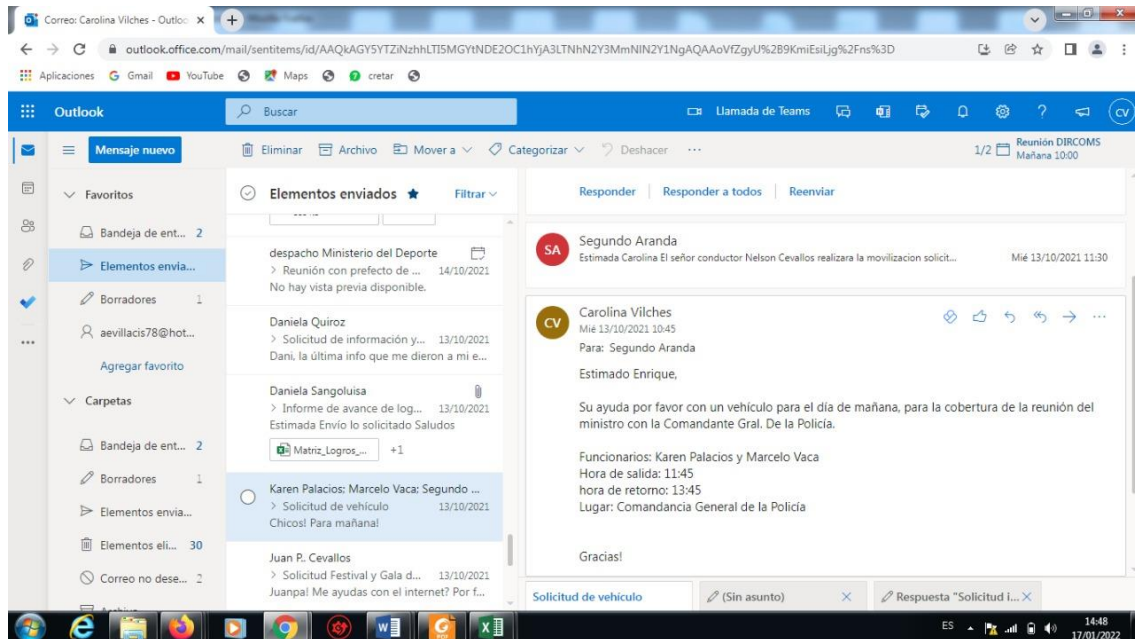 Correo: Carolina Vilches - Outloo
outlook.office.com/mail/sentitems/id/AAQkAGY5YTZiNzhhLTI5MGYtNDE2OC1hYjA3LTNhN2Y3MmNlN2Y1NgAQAAoVfZgyU%2B9KmiEsiLjg%2Fns%3D
Aplicaciones Gmail YouTube Maps cretar
Outlook Buscar Llamada de Teams CV
Mensaje nuevo Eliminar Archivo Mover a Categorizar Deshacer ... 1/2 Reunión DIRCOMS
Mañana 10:00
Favoritos
Bandeja de ent... 2
Elementos envia...
Borradores 1
aevillacis78@hot...
Agregar favorito
Carpetas
Bandeja de ent... 2
Borradores 1
Elementos envia...
Elementos eli... 30
Correo no dese... 2
Elementos enviados Filtrar
despacho Ministerio del Deporte
> Reunión con prefecto de ... 14/10/2021
No hay vista previa disponible.
Daniela Quiroz
> Solicitud de información y... 13/10/2021
Dani, la última info que me dieron a mi e...
Daniela Sangoluisa
> Informe de avance de log... 13/10/2021
Estimada Envío lo solicitado Saludos
Matriz_Logros_... +1
Karen Palacios; Marcelo Vaca; Segundo ...
> Solicitud de vehículo 13/10/2021
Chicos! Para mañana!
Juan P.. Cevallos
> Solicitud Festival y Gala d... 13/10/2021
Juanpa! Me ayudas con el internet? Por f...
Responder Responder a todos Reenviar
SA Segundo Aranda
Estimada Carolina El señor conductor Nelson Cevallos realizara la movilizacion solicit... Mié 13/10/2021 11:30
CV Carolina Vilches
Mié 13/10/2021 10:45
Para: Segundo Aranda
Estimado Enrique,
Su ayuda por favor con un vehículo para el día de mañana, para la cobertura de la reunión del
ministro con la Comandante Gral. De la Policía.
Funcionarios: Karen Palacios y Marcelo Vaca
Hora de salida: 11:45
hora de retorno: 13:45
Lugar: Comandancia General de la Policía
Gracias!
Solicitud de vehículo (Sin asunto) Respuesta "Solicitud i...
ES 14:48
17/01/2022